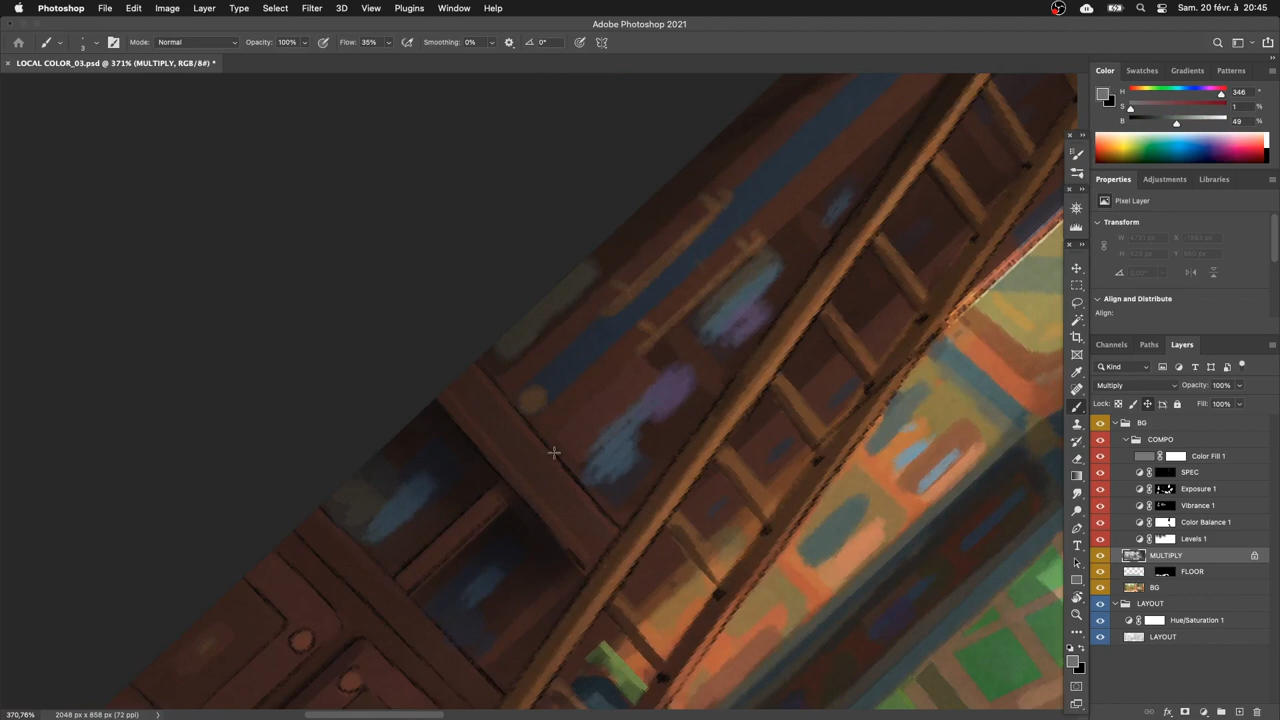 Photoshop File Edit Image Layer Type Select Filter 3D View Plugins Window Help Sam. 20 févr. à 20:45
Adobe Photoshop 2021
3 Mode: Normal Opacity: 100% Flow: 35% Smoothing: 0% 0°
LOCAL COLOR_03.psd @ 371% (MULTIPLY, RGB/8#) *
Color Swatches Gradients Patterns
H 346 °
S 1 %
B 49 %
Properties Adjustments Libraries
Pixel Layer
Transform
Align and Distribute
Align:
Channels Paths Layers
Kind
Multiply Opacity: 100%
Lock: Fill: 100%
BG
COMPO
Color Fill 1
SPEC
Exposure 1
Vibrance 1
Color Balance 1
Levels 1
MULTIPLY
FLOOR
BG
LAYOUT
Hue/Saturation 1
LAYOUT
370,76% 2048 px x 858 px (72 ppi)